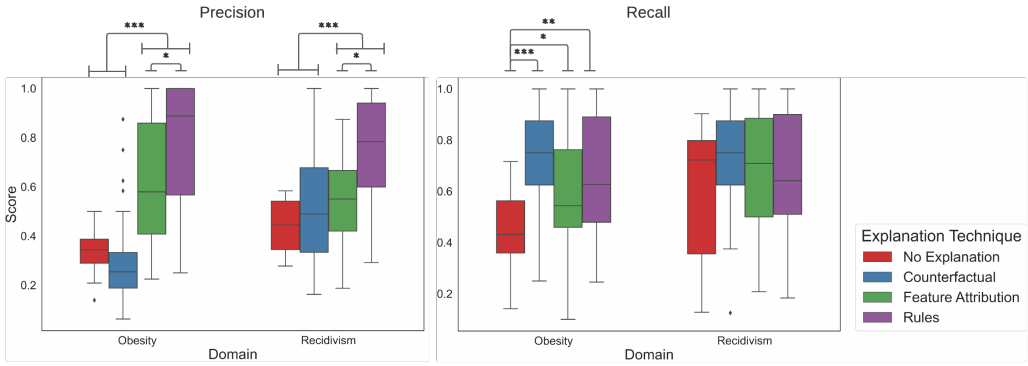 Precision
Recall
***
*
***
*
**
*
***
1.0
0.8
0.6
0.4
0.2
Score
Obesity
Recidivism
Domain
1.0
0.8
0.6
0.4
0.2
Obesity
Recidivism
Domain
Explanation Technique
No Explanation
Counterfactual
Feature Attribution
Rules